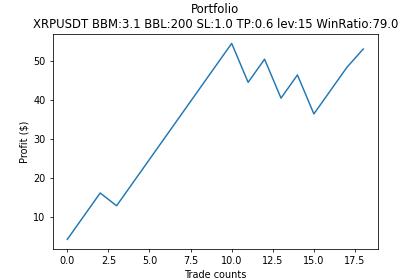 Portfolio
XRPUSDT BBM:3.1 BBL:200 SL:1.0 TP:0.6 lev:15 WinRatio:79.0
50
40
30
20
10
Profit ($)
0.0 2.5 5.0 7.5 10.0 12.5 15.0 17.5
Trade counts